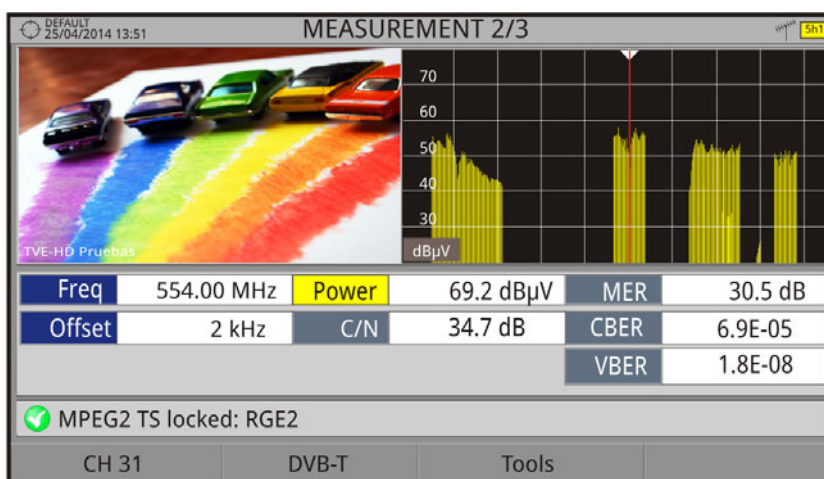 DEFAULT
25/04/2014 13:51
MEASUREMENT 2/3
5h1
70
60
50
40
30
dBµV
TVE-HD Pruebas
Freq 554.00 MHz Power 69.2 dBµV MER 30.5 dB
Offset 2 kHz C/N 34.7 dB CBER 6.9E-05
VBER 1.8E-08
MPEG2 TS locked: RGE2
CH 31 DVB-T Tools